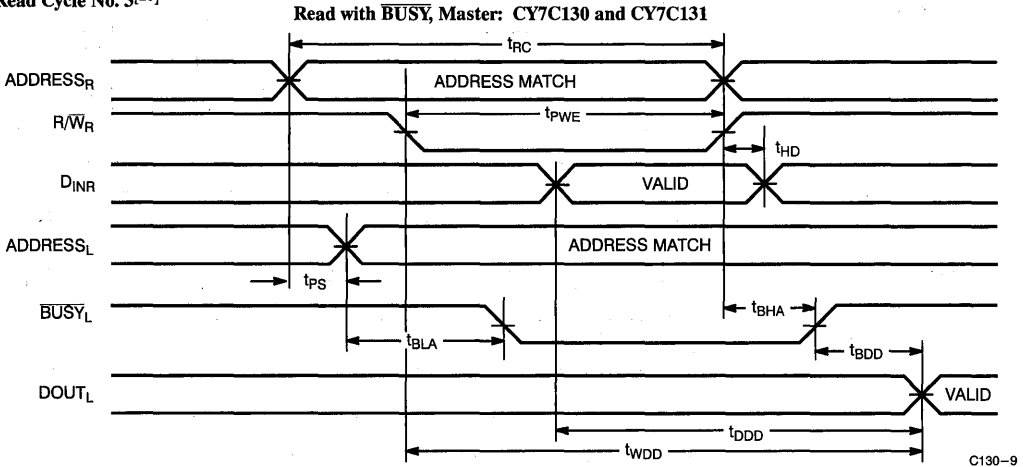 Read Cycle No. 3
Read with BUSY, Master: CY7C130 and CY7C131
tRC
ADDRESSR
ADDRESS MATCH
R/WR
tPWE
tHD
DINR
VALID
ADDRESSL
ADDRESS MATCH
tPS
BUSYL
tBHA
tBLA
tBDD
DOUTL
VALID
tDDD
tWDD
C130-9